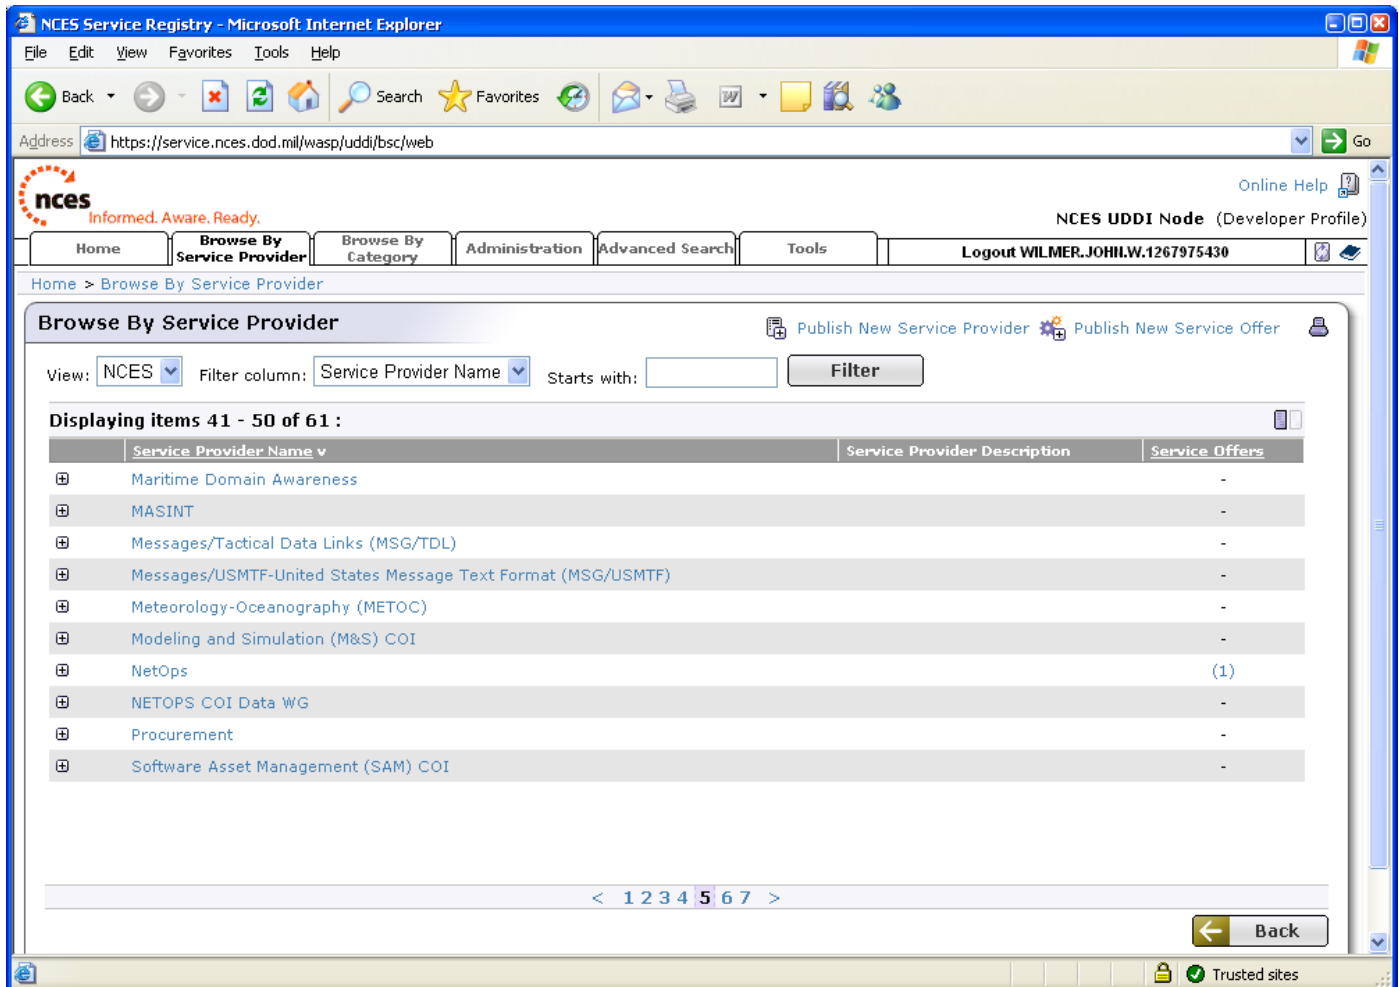 NCES Service Registry - Microsoft Internet Explorer
File Edit View Favorites Tools Help
Back Search Favorites W
Address https://service.nces.dod.mil/wasp/uddi/bsc/web Go
nces
Informed. Aware. Ready.
Online Help
NCES UDDI Node (Developer Profile)
Home Browse By Service Provider Browse By Category Administration Advanced Search Tools Logout WILMER.JOHN.W.1267975430
Home > Browse By Service Provider
Browse By Service Provider Publish New Service Provider Publish New Service Offer
View: NCES Filter column: Service Provider Name Starts with: Filter
Displaying items 41 - 50 of 61 :
Service Provider Name v Service Provider Description Service Offers
Maritime Domain Awareness -
MASINT -
Messages/Tactical Data Links (MSG/TDL) -
Messages/USMTF-United States Message Text Format (MSG/USMTF) -
Meteorology-Oceanography (METOC) -
Modeling and Simulation (M&S) COI -
NetOps (1)
NETOPS COI Data WG -
Procurement -
Software Asset Management (SAM) COI -
< 1 2 3 4 5 6 7 >
Back
Trusted sites